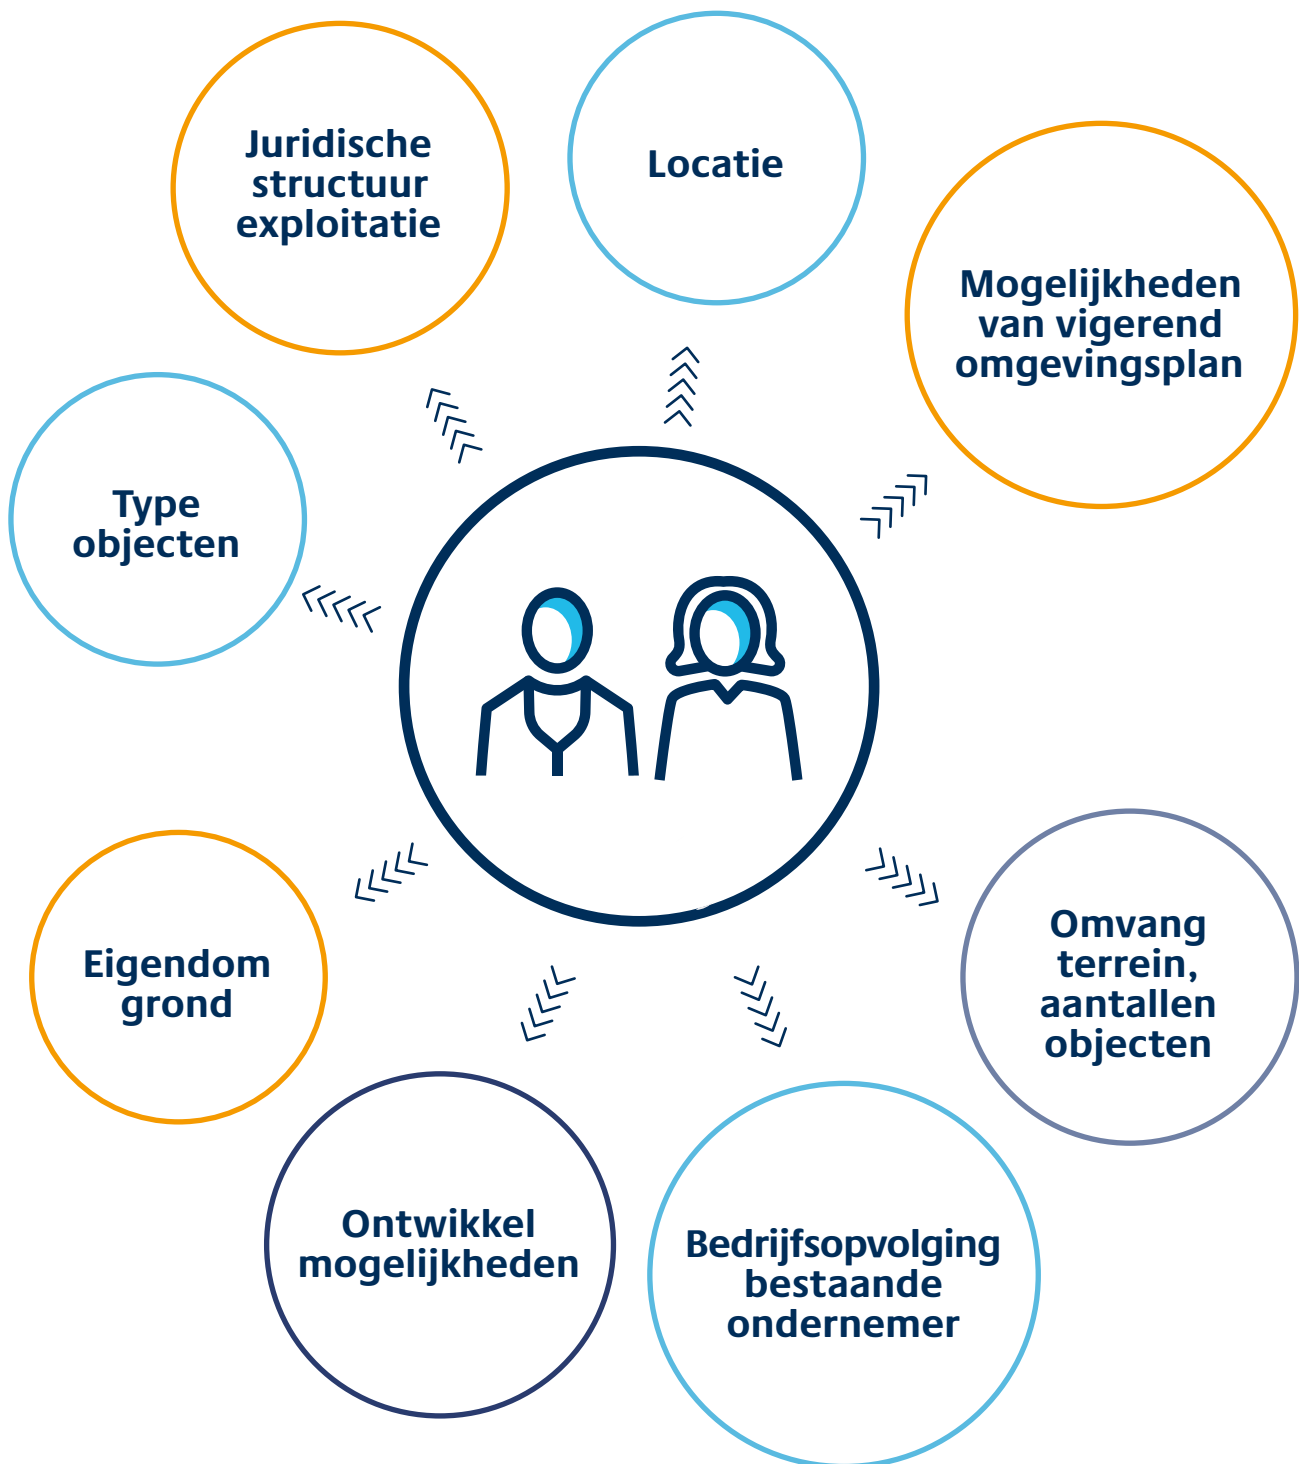 Juridische
structuur
exploitatie
Locatie
Mogelijkheden
van vigerend
omgevingsplan
Type
objecten
Eigendom
grond
Omvang
terrein,
aantallen
objecten
Ontwikkel
mogelijkheden
Bedrijfsopvolging
bestaande
ondernemer